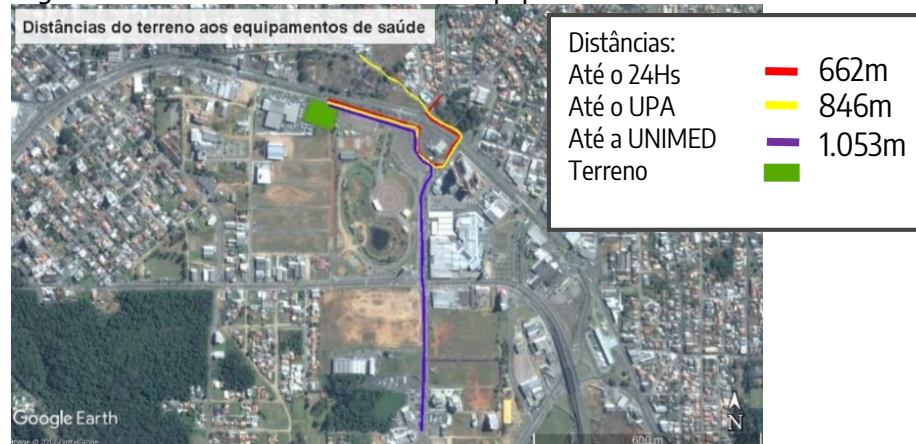 Distâncias do terreno aos equipamentos de saúde
Distâncias:
Até o 24Hs 662m
Até o UPA 846m
Até a UNIMED 1.053m
Terreno
Google Earth
N
600 m